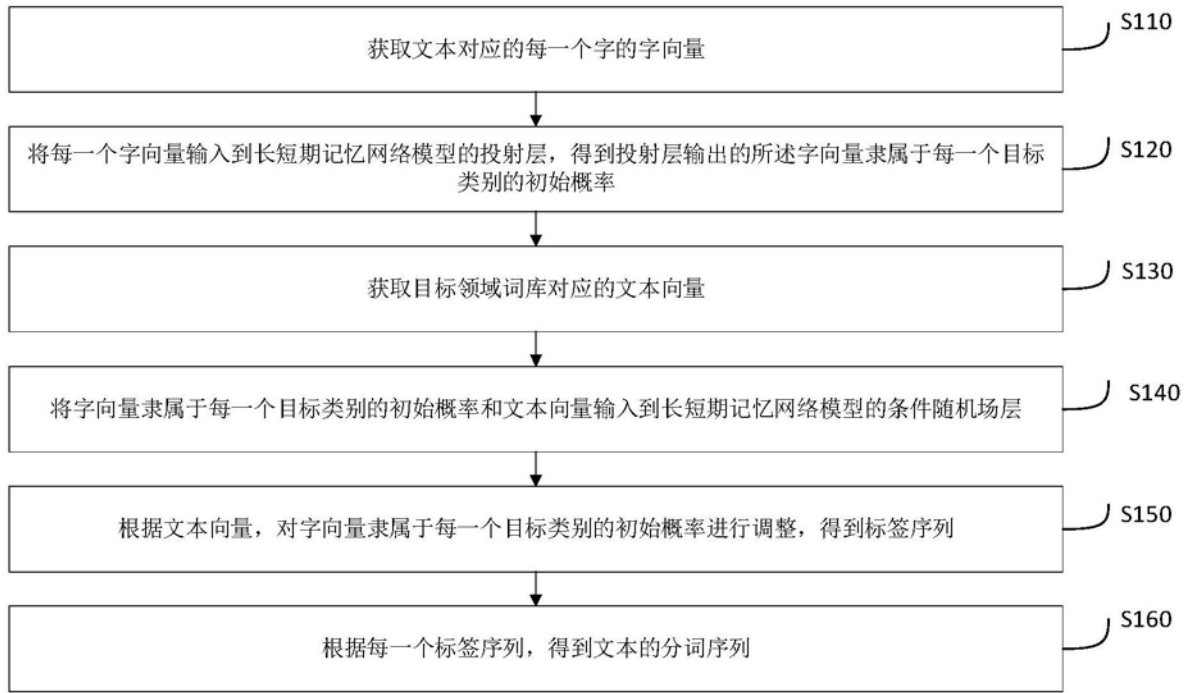 获取文本对应的每一个字的字向量
S110
将每一个字向量输入到长短期记忆网络模型的投射层，得到投射层输出的所述字向量隶属于每一个目标
类别的初始概率
S120
获取目标领域词库对应的文本向量
S130
将字向量隶属于每一个目标类别的初始概率和文本向量输入到长短期记忆网络模型的条件随机场层
S140
根据文本向量，对字向量隶属于每一个目标类别的初始概率进行调整，得到标签序列
S150
根据每一个标签序列，得到文本的分词序列
S160